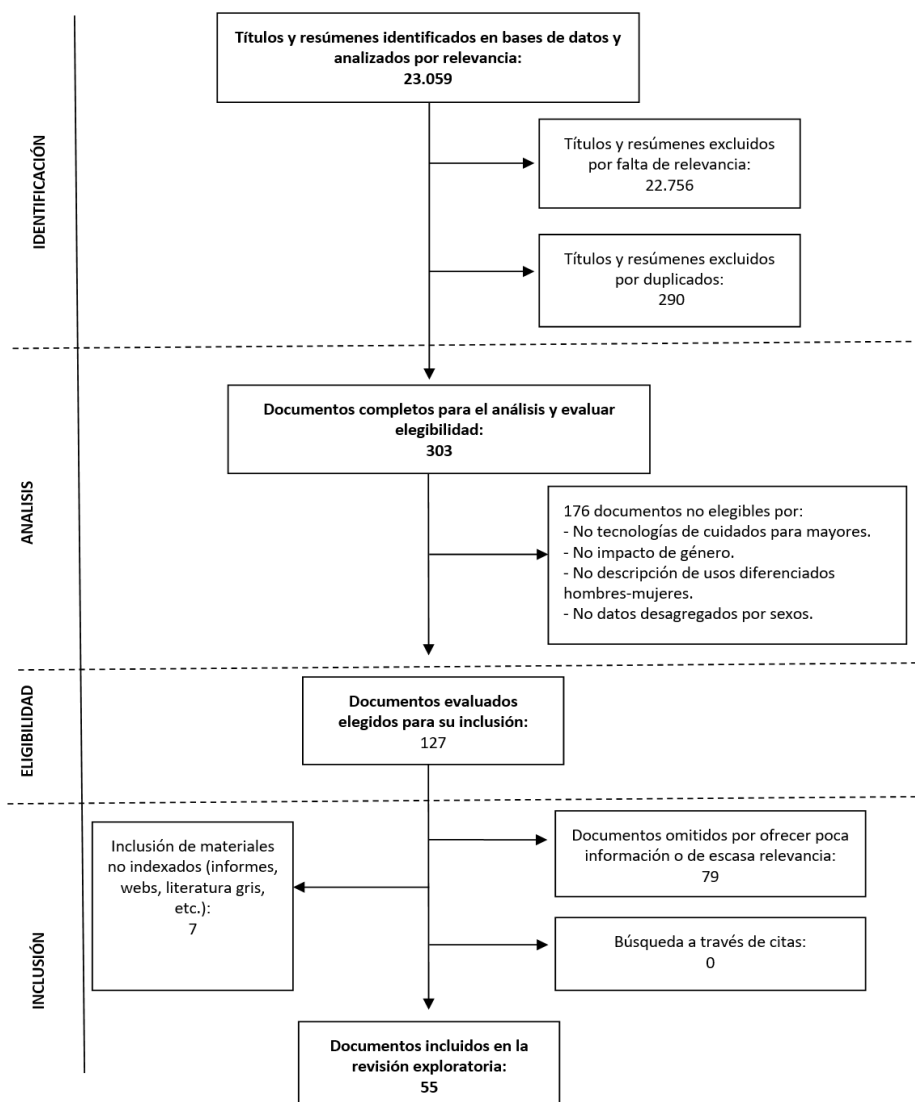 Títulos y resúmenes identificados en bases de datos y
analizados por relevancia:
23.059
IDENTIFICACIÓN
Títulos y resúmenes excluidos
por falta de relevancia:
22.756
Títulos y resúmenes excluidos
por duplicados:
290
Documentos completos para el análisis y evaluar
elegibilidad:
303
ANALISIS
176 documentos no elegibles por:
- No tecnologías de cuidados para mayores.
- No impacto de género.
- No descripción de usos diferenciados
hombres-mujeres.
- No datos desagregados por sexos.
ELIGIBILIDAD
Documentos evaluados
elegidos para su inclusión:
127
INCLUSIÓN
Inclusión de materiales
no indexados (informes,
webs, literatura gris,
etc.):
7
Documentos omitidos por ofrecer poca
información o de escasa relevancia:
79
Búsqueda a través de citas:
0
Documentos incluidos en la
revisión exploratoria:
55